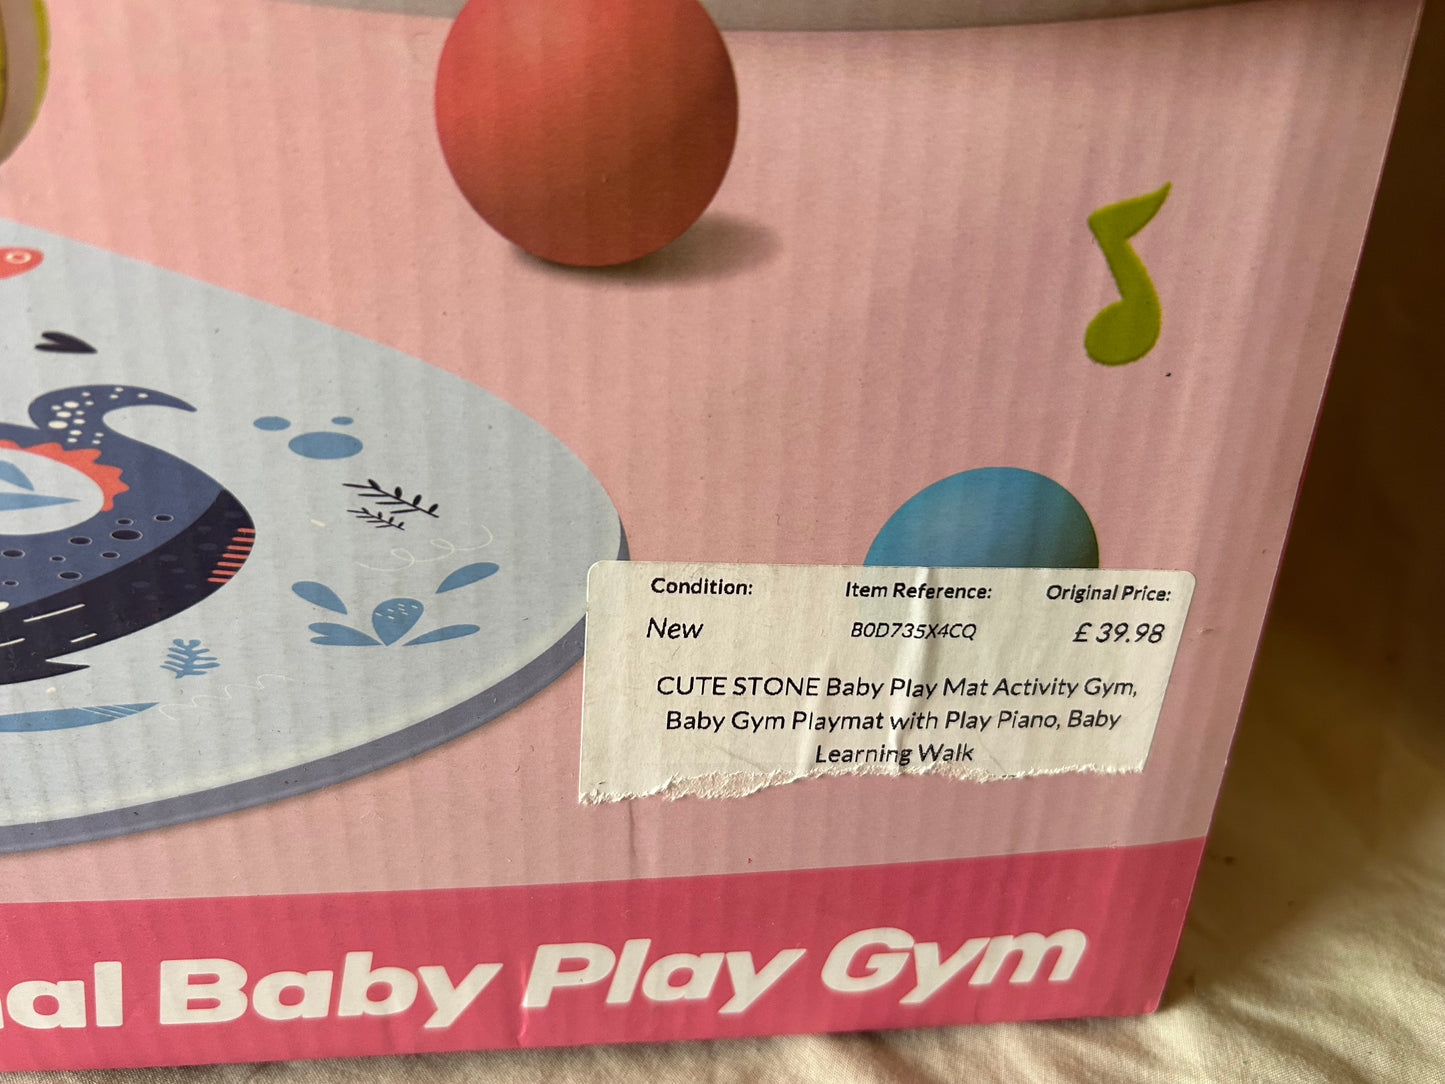 Condition: Item Reference: Original Price:
New B0D735X4CQ £ 39.98
CUTE STONE Baby Play Mat Activity Gym,
Baby Gym Playmat with Play Piano, Baby
Learning Walk
al Baby Play Gym